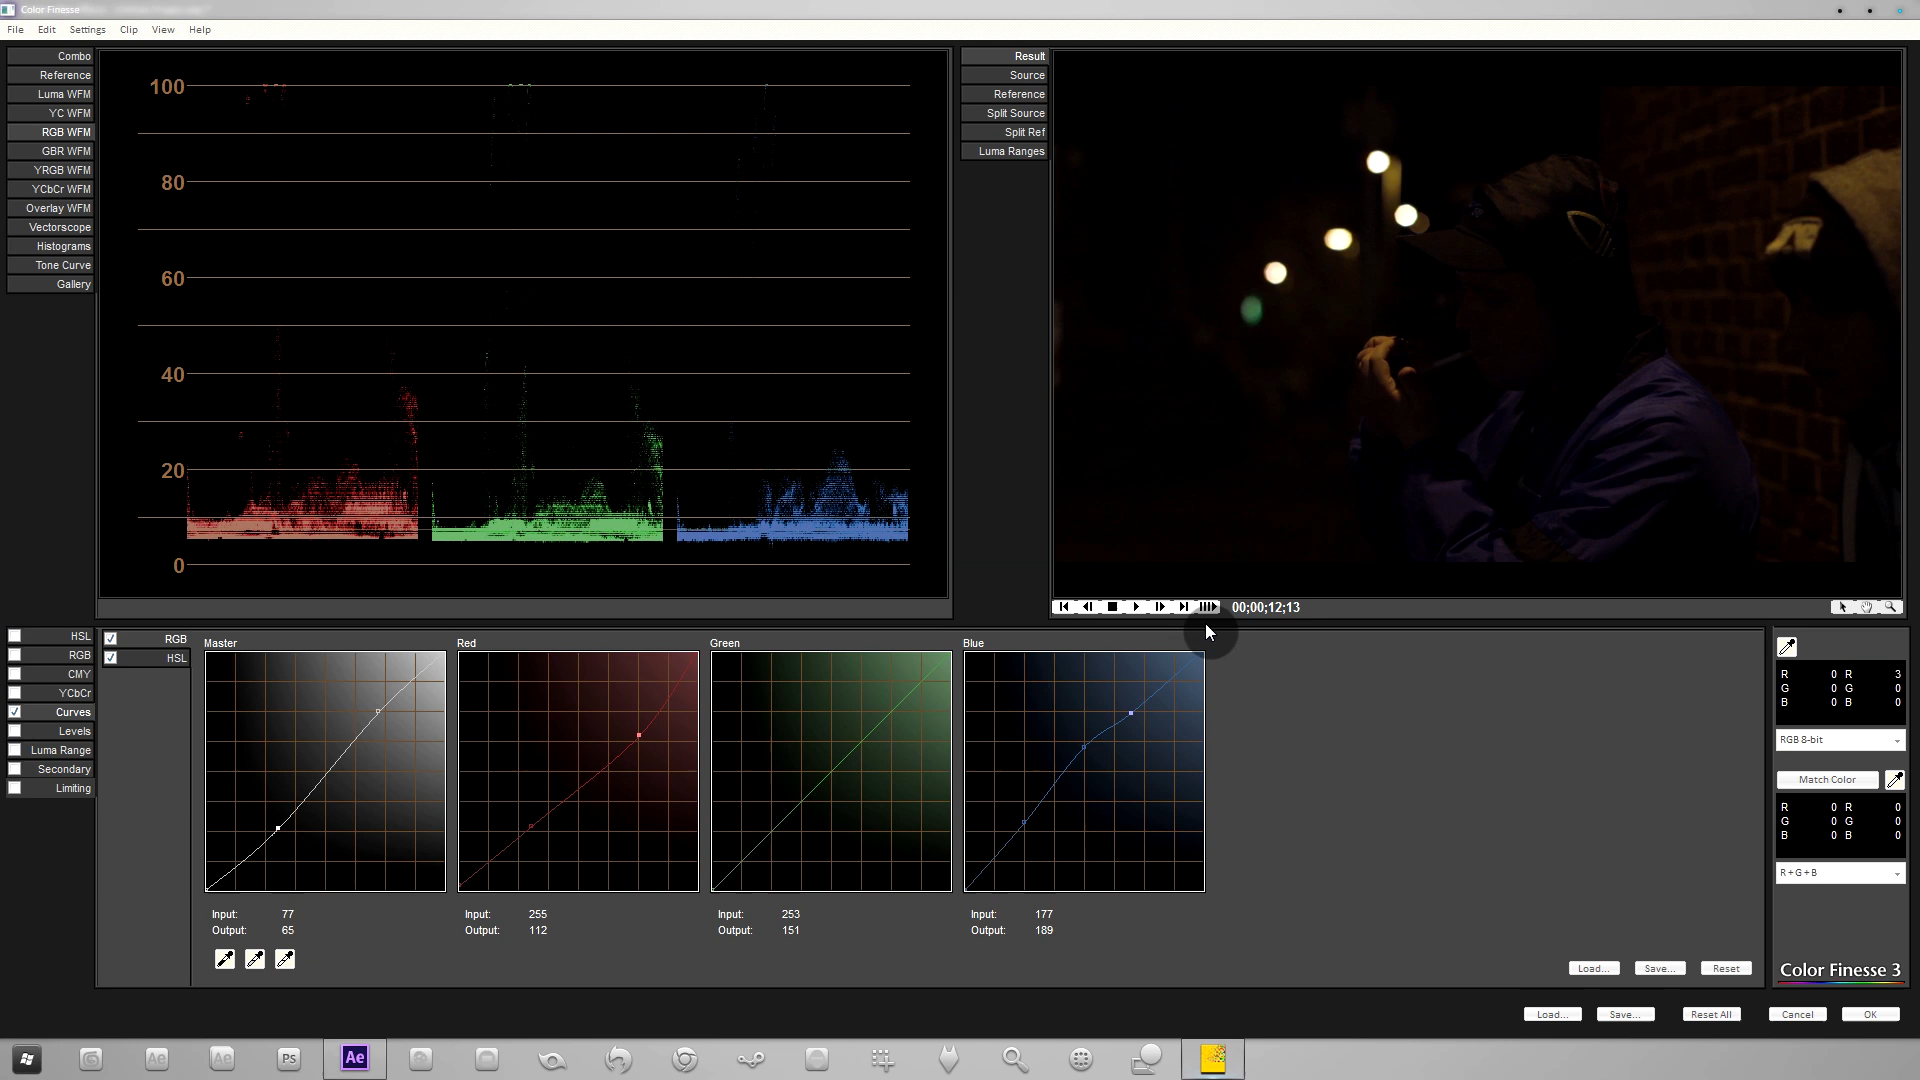 Color Finesse
File Edit Settings Clip View Help
Combo
Reference
Luma WFM
YC WFM
RGB WFM
GBR WFM
YRGB WFM
YCbCr WFM
Overlay WFM
Vectorscope
Histograms
Tone Curve
Gallery
100
80
60
40
20
0
Result
Source
Reference
Split Source
Split Ref
Luma Ranges
00;00;12;13
HSL
RGB
CMY
YCbCr
Curves
Levels
Luma Range
Secondary
Limiting
RGB
HSL
Master Red Green Blue
Input: 77 Input: 255 Input: 253 Input: 177
Output: 65 Output: 112 Output: 151 Output: 189
Load... Save... Reset
R 0 R 3
G 0 G 0
B 0 B 0
RGB 8-bit
Match Color
R 0 R 0
G 0 G 0
B 0 B 0
R+G+B
Color Finesse 3
Load... Save... Reset All Cancel OK
Ae Ae Ps Ae